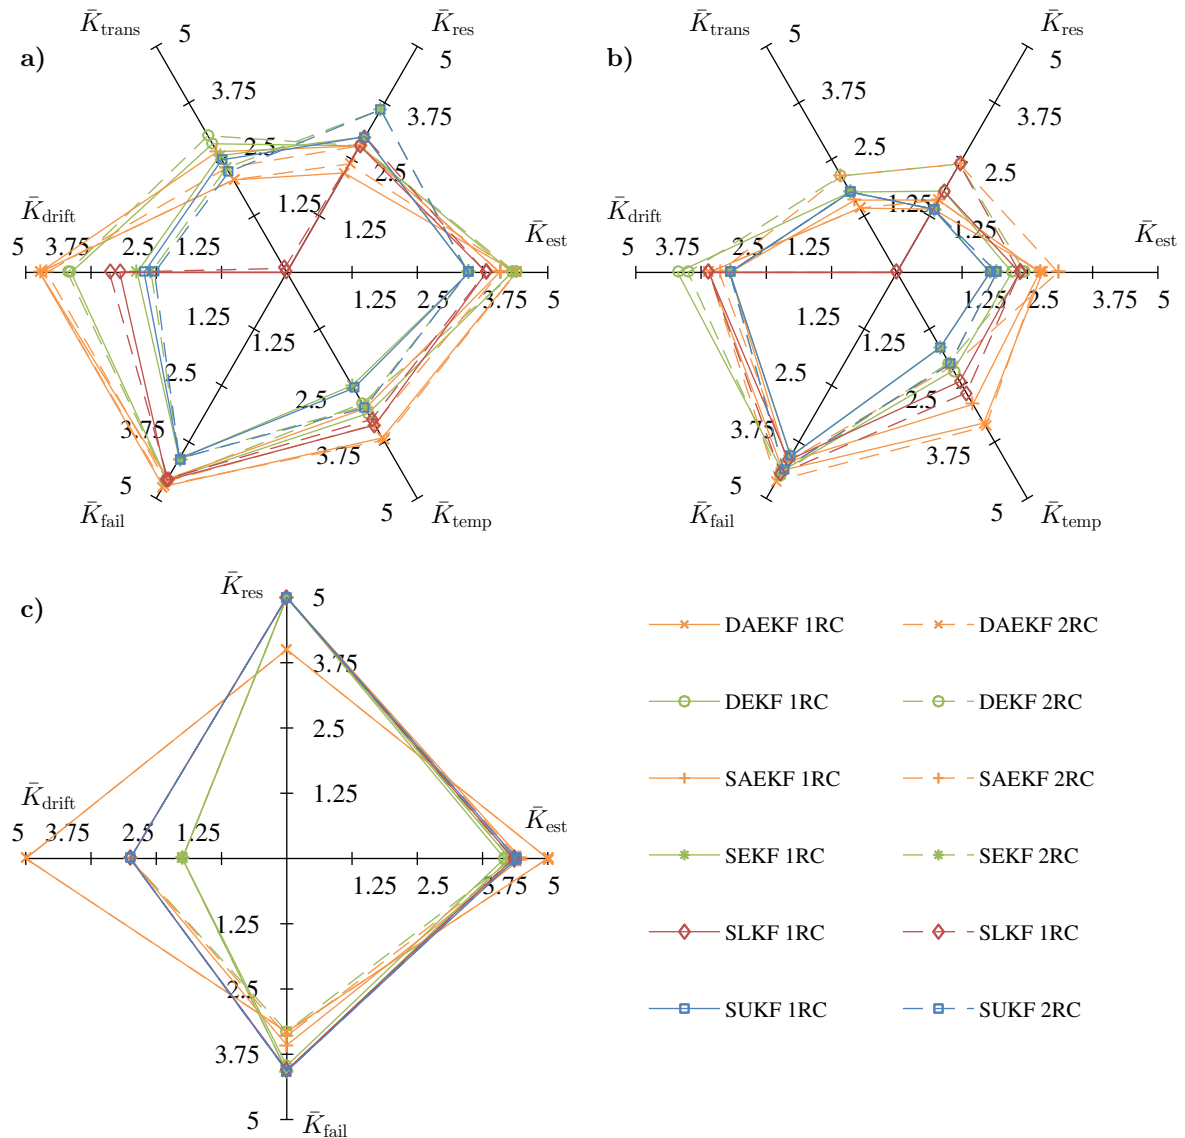 a)
K̄trans
5
3.75
2.5
1.25
K̄res
5
3.75
2.5
1.25
K̄drift
5
3.75
2.5
1.25
K̄est
1.25
2.5
3.75
5
K̄fail
1.25
2.5
3.75
5
K̄temp
1.25
2.5
3.75
5
b)
K̄trans
5
3.75
2.5
1.25
K̄res
5
3.75
2.5
1.25
K̄drift
5
3.75
2.5
1.25
K̄est
1.25
2.5
3.75
5
K̄fail
1.25
2.5
3.75
5
K̄temp
1.25
2.5
3.75
5
c)
K̄res
5
3.75
2.5
1.25
K̄drift
5
3.75
2.5
1.25
K̄est
1.25
2.5
3.75
5
1.25
2.5
3.75
5
K̄fail
DAEKF 1RC
DAEKF 2RC
DEKF 1RC
DEKF 2RC
SAEKF 1RC
SAEKF 2RC
SEKF 1RC
SEKF 2RC
SLKF 1RC
SLKF 1RC
SUKF 1RC
SUKF 2RC